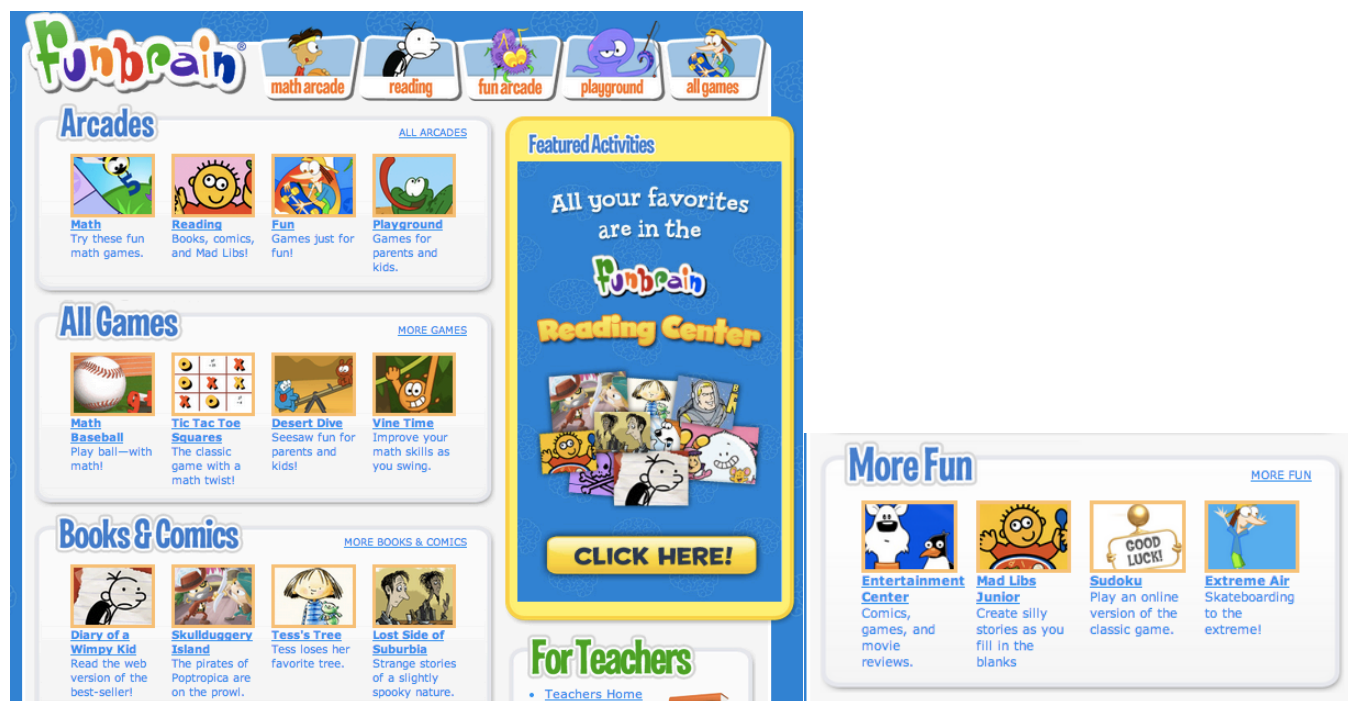 funbrain®
math arcade
reading
fun arcade
playground
all games
Arcades
ALL ARCADES
Math
Try these fun
math games.
Reading
Books, comics,
and Mad Libs!
Fun
Games just for
fun!
Playground
Games for
parents and
kids.
All Games
MORE GAMES
Math
Baseball
Play ball—with
math!
Tic Tac Toe
Squares
The classic
game with a
math twist!
Desert Dive
Seesaw fun for
parents and
kids!
Vine Time
Improve your
math skills as
you swing.
Books & Comics
MORE BOOKS & COMICS
Diary of a
Wimpy Kid
Read the web
version of the
best-seller!
Skullduggery
Island
The pirates of
Poptropica are
on the prowl.
Tess's Tree
Tess loses her
favorite tree.
Lost Side of
Suburbia
Strange stories
of a slightly
spooky nature.
Featured Activities
All your favorites
are in the
funbrain
Reading Center
CLICK HERE!
For Teachers
• Teachers Home
More Fun
MORE FUN
Entertainment
Center
Comics,
games, and
movie
reviews.
Mad Libs
Junior
Create silly
stories as you
fill in the
blanks
GOOD
LUCK!
Sudoku
Play an online
version of the
classic game.
Extreme Air
Skateboarding
to the
extreme!